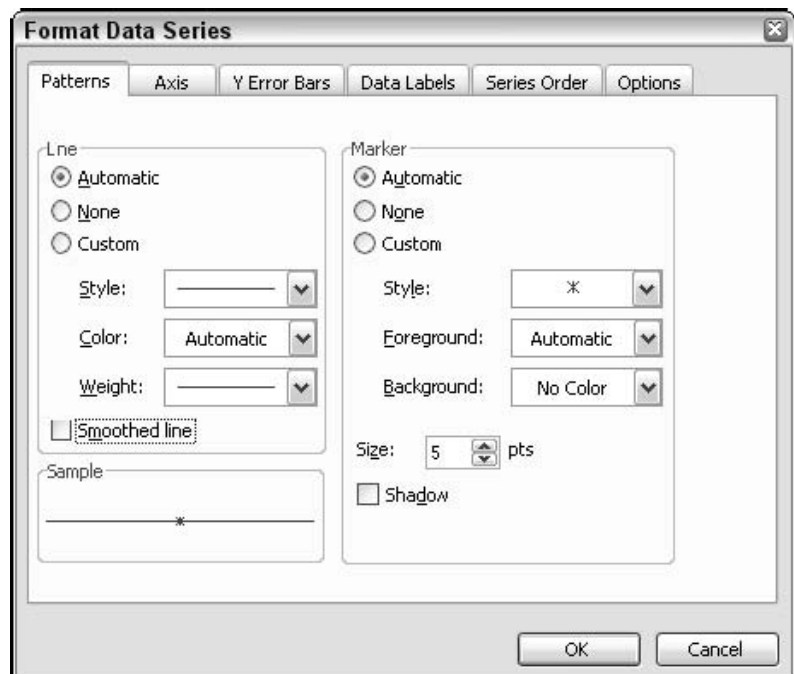 Format Data Series
Patterns Axis Y Error Bars Data Labels Series Order Options
Lne
Automatic
None
Custom
Style:
Color: Automatic
Weight:
Smoothed line
Sample
Marker
Automatic
None
Custom
Style:
Foreground: Automatic
Background: No Color
Size: 5 pts
Shadow
OK Cancel